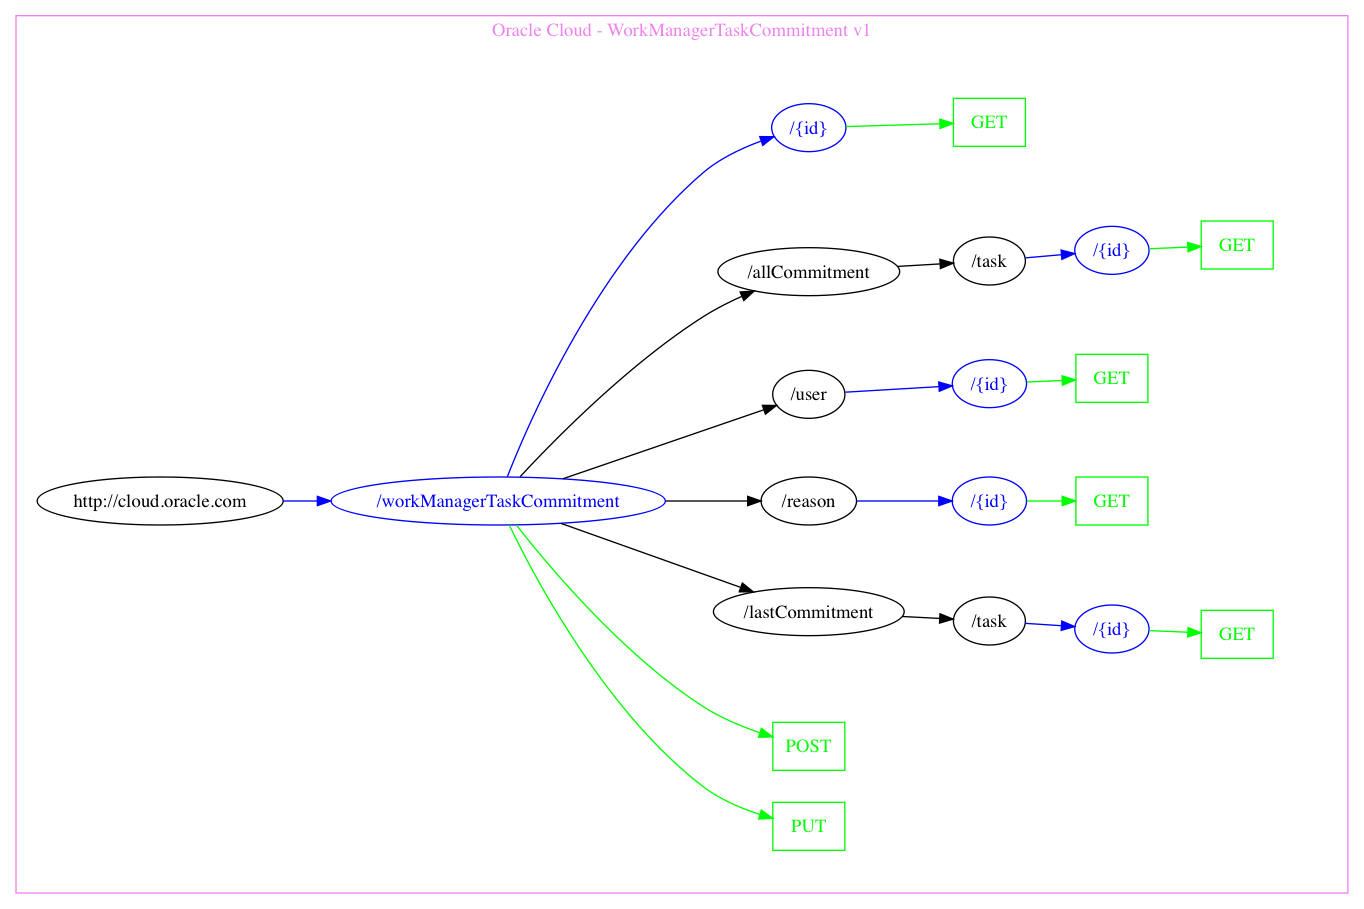 Oracle Cloud - WorkManagerTaskCommitment v1
/{id}
GET
/allCommitment
/task
/{id}
GET
/user
/{id}
GET
http://cloud.oracle.com
/workManagerTaskCommitment
/reason
/{id}
GET
/lastCommitment
/task
/{id}
GET
POST
PUT